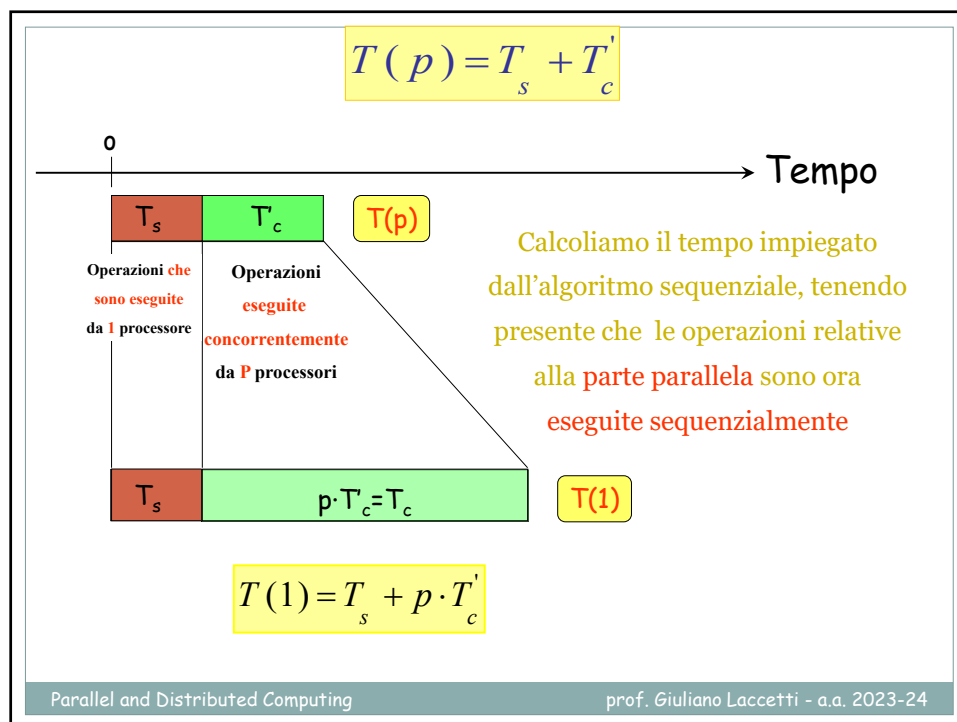 T(p) = T_s + T'_c
0
Tempo
T_s
T'_c
T(p)
Operazioni che
sono eseguite
da 1 processore
Operazioni
eseguite
concorrentemente
da P processori
Calcoliamo il tempo impiegato
dall'algoritmo sequenziale, tenendo
presente che le operazioni relative
alla parte parallela sono ora
eseguite sequenzialmente
T_s
p·T'_c=T_c
T(1)
T(1) = T_s + p · T'_c
Parallel and Distributed Computing
prof. Giuliano Laccetti - a.a. 2023-24